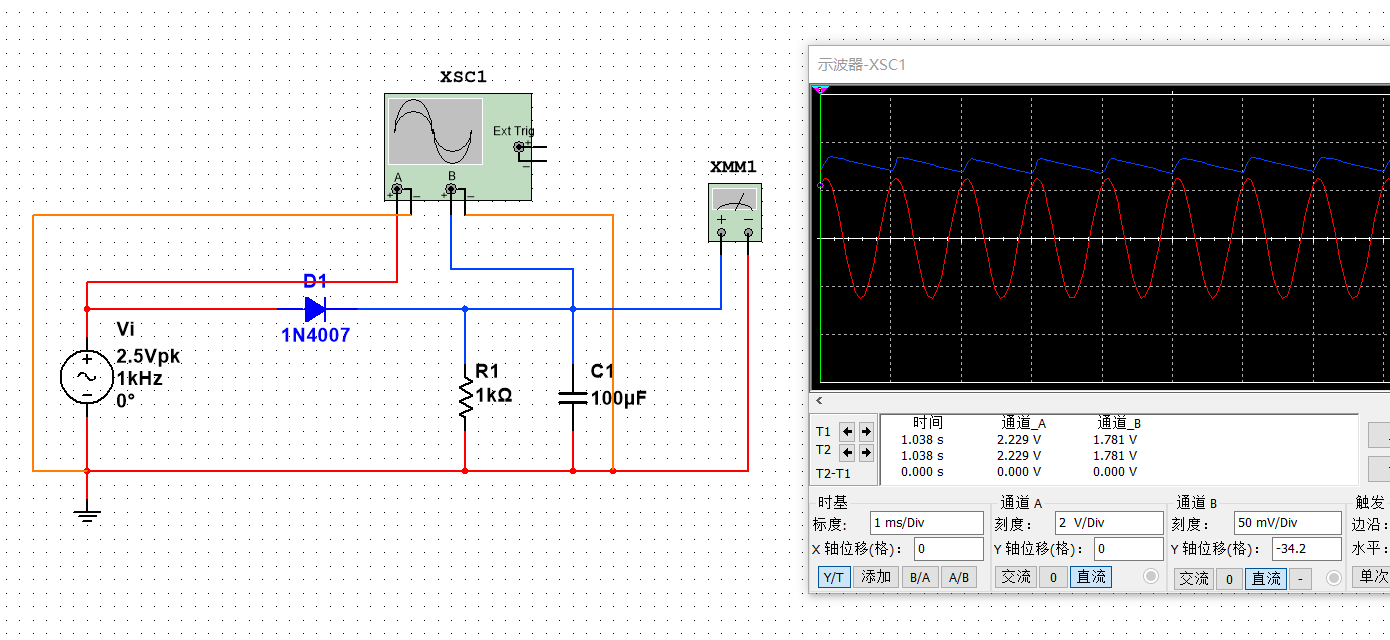 XSC1
Ext Trig
+
−
A
B
+ − + −
XMM1
+ −
D1
1N4007
Vi
2.5Vpk
1kHz
0°
R1
1kΩ
C1
100μF
示波器-XSC1
<
时间 通道_A 通道_B
T1 1.038 s 2.229 V 1.781 V
T2 1.038 s 2.229 V 1.781 V
T2-T1 0.000 s 0.000 V 0.000 V
时基 通道 A 通道 B 触发
标度: 1 ms/Div 刻度: 2 V/Div 刻度: 50 mV/Div 边沿:
X 轴位移(格): 0 Y 轴位移(格): 0 Y 轴位移(格): -34.2 水平:
Y/T 添加 B/A A/B 交流 0 直流 交流 0 直流 - 单次